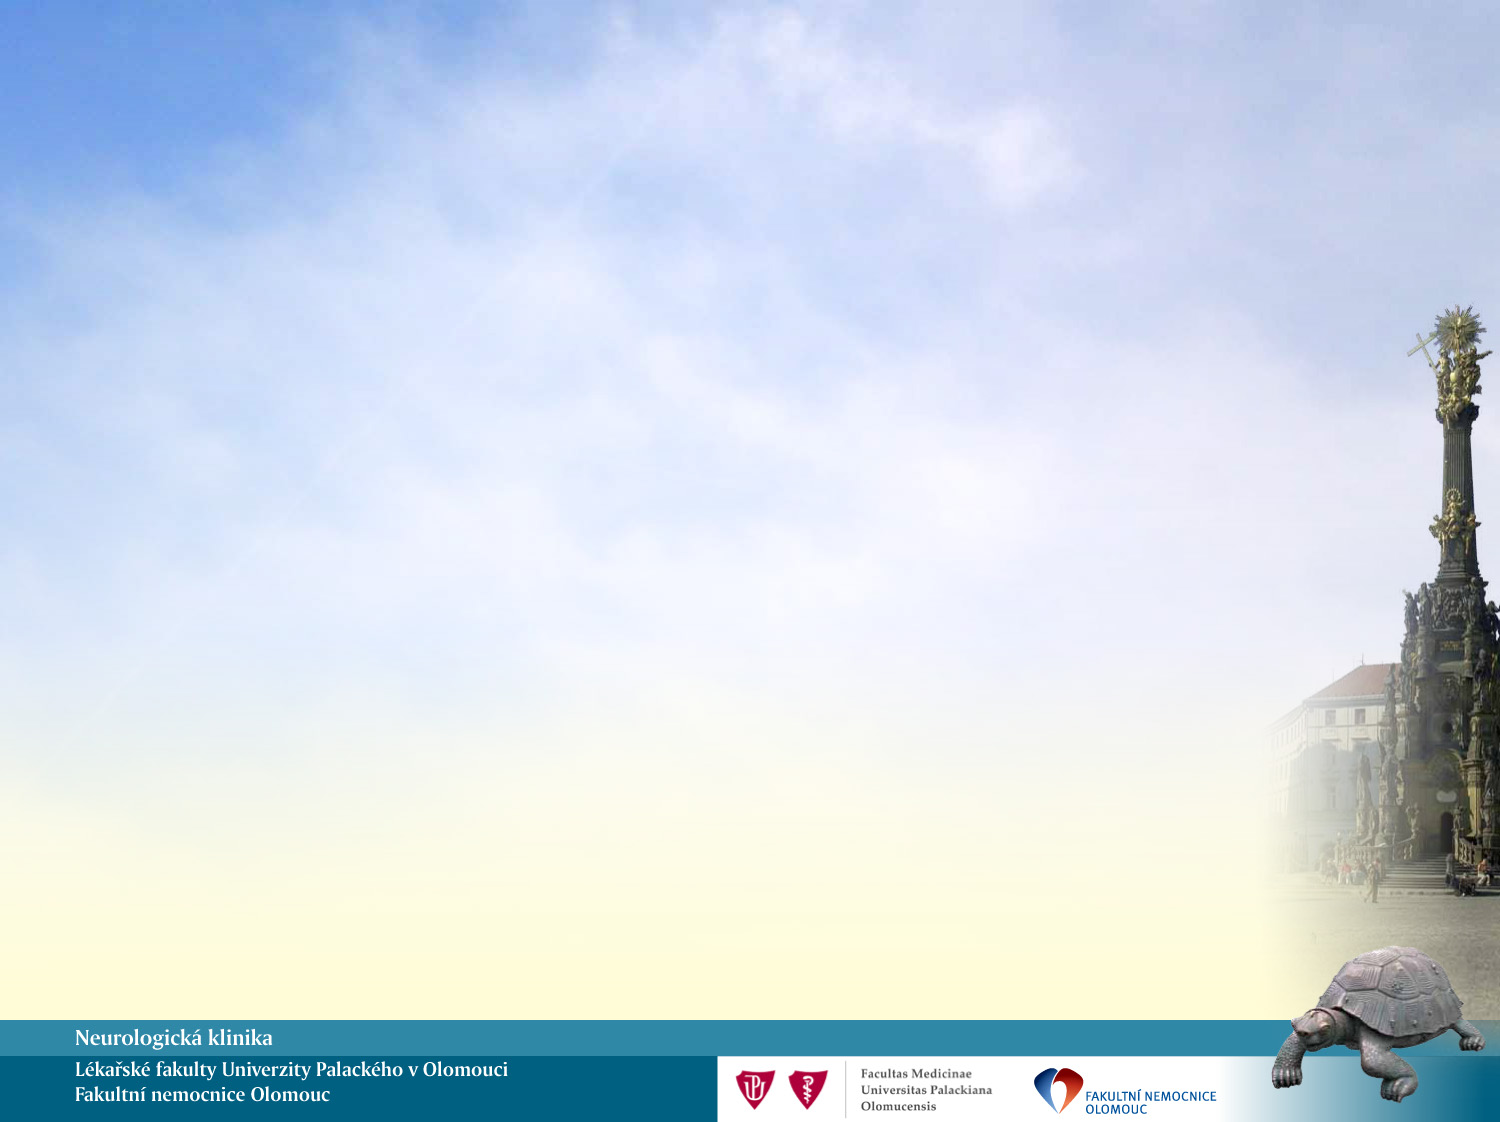 Neurologická klinika
Lékařské fakulty Univerzity Palackého v Olomouci
Fakultní nemocnice Olomouc
Facultas Medicinae
Universitas Palackiana
Olomucensis
FAKULTNÍ NEMOCNICE
OLOMOUC